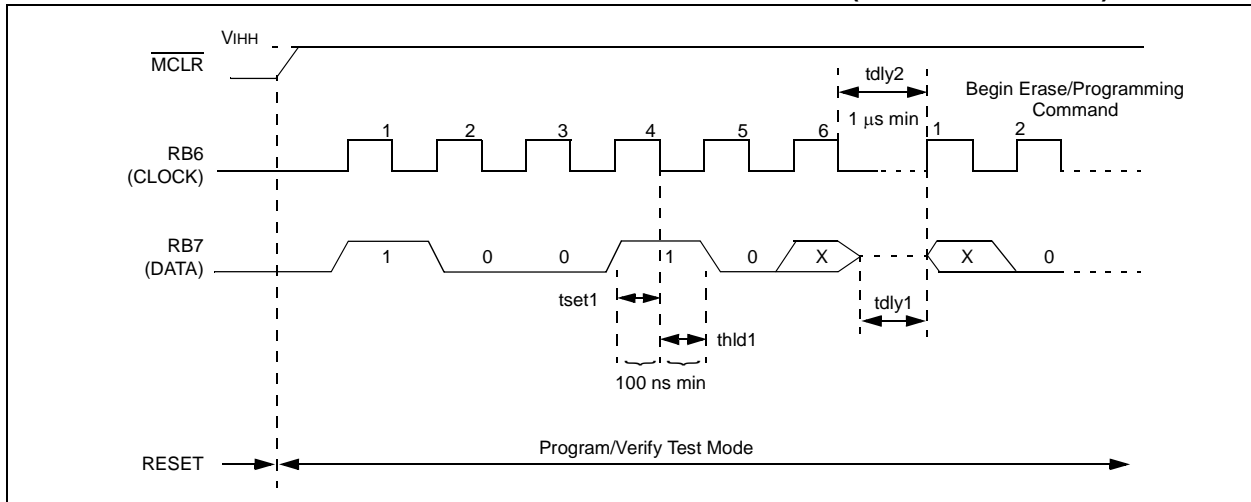 VIHH
MCLR
tdly2
Begin Erase/Programming
Command
1 µs min
1 2 3 4 5 6 1 2
RB6
(CLOCK)
RB7
(DATA)
1 0 0 1 0 X X 0
tset1
tdly1
thld1
100 ns min
Program/Verify Test Mode
RESET